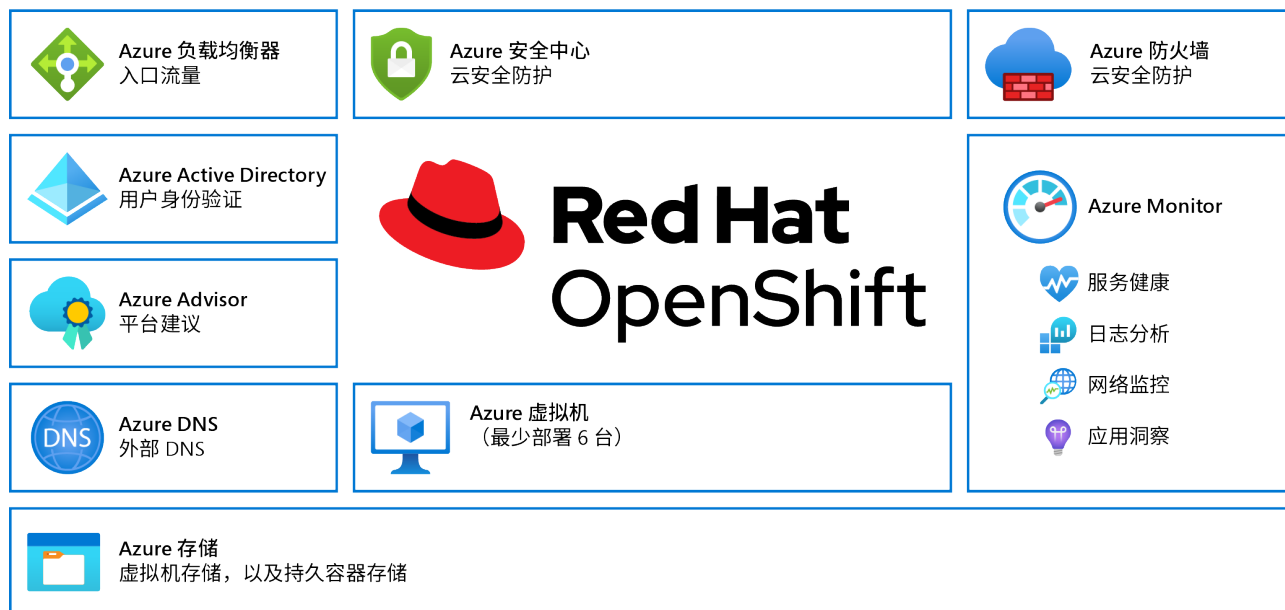 Azure 负载均衡器
入口流量
Azure 安全中心
云安全防护
Azure 防火墙
云安全防护
Azure Active Directory
用户身份验证
Azure Advisor
平台建议
Red Hat
OpenShift
Azure Monitor
服务健康
日志分析
网络监控
应用洞察
DNS
Azure DNS
外部 DNS
Azure 虚拟机
（最少部署 6 台）
Azure 存储
虚拟机存储，以及持久容器存储